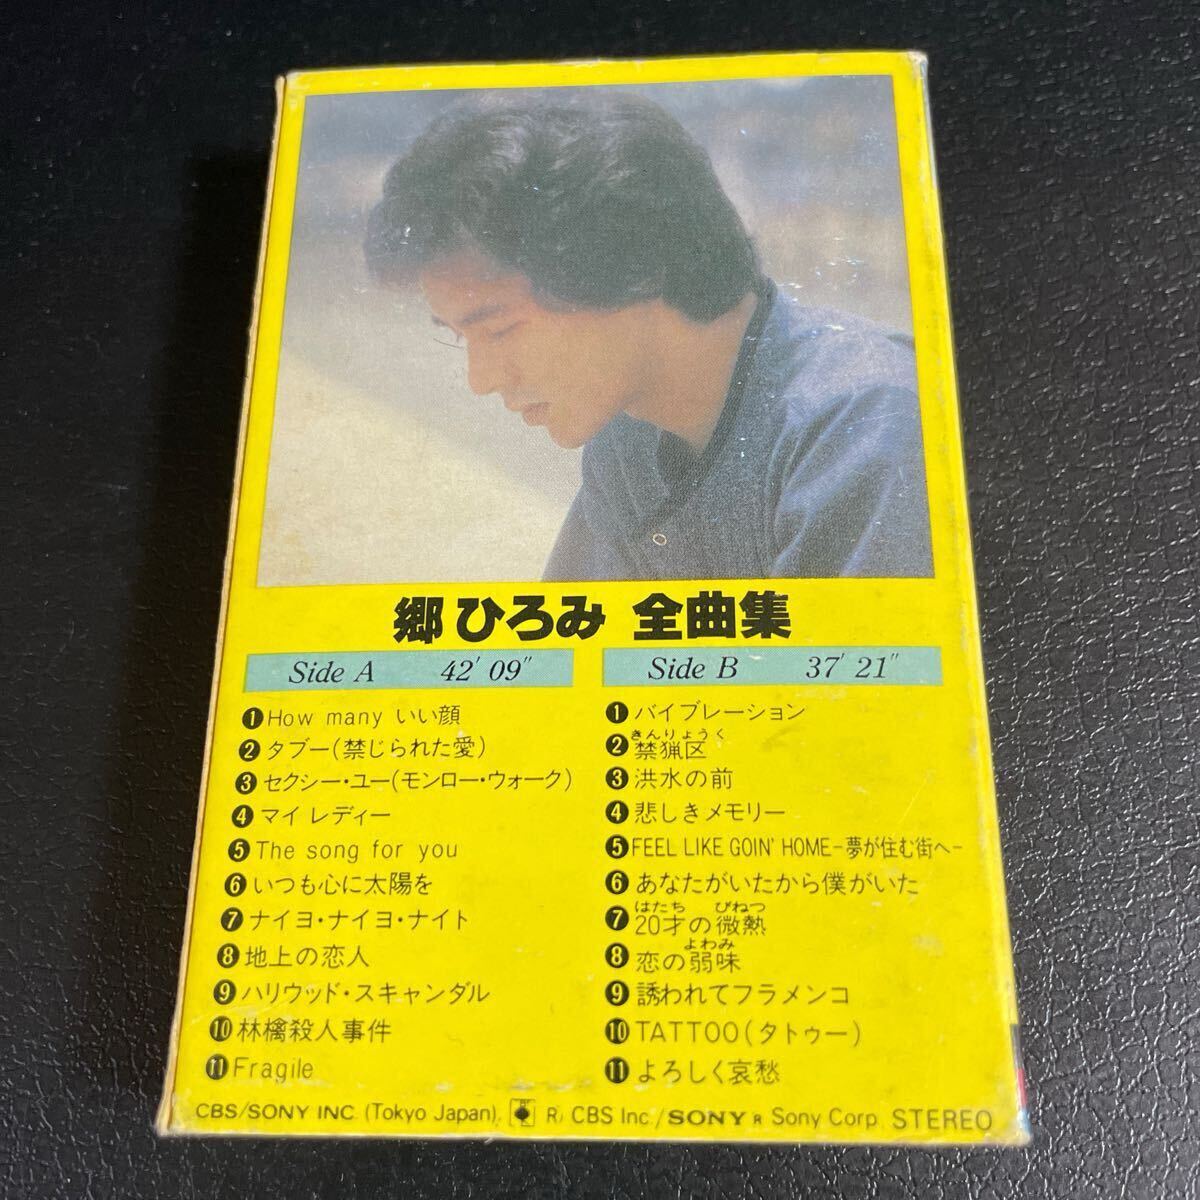 郷ひろみ 全曲集
Side A 42′ 09″
❶How many いい顔
❷タブー(禁じられた愛)
❸セクシー・ユー(モンロー・ウォーク)
❹マイ レディー
❺The song for you
❻いつも心に太陽を
❼ナイヨ・ナイヨ・ナイト
❽地上の恋人
❾ハリウッド・スキャンダル
❿林檎殺人事件
⓫Fragile
Side B 37′ 21″
❶バイブレーション
きんりょうく
❷禁猟区
❸洪水の前
❹悲しきメモリー
❺FEEL LIKE GOIN' HOME-夢が住む街へ-
❻あなたがいたから僕がいた
はたち びねつ
❼20才の微熱
よわみ
❽恋の弱味
❾誘われてフラメンコ
❿TATTOO(タトゥー)
⓫よろしく哀愁
CBS/SONY INC. (Tokyo Japan). R) CBS Inc./SONY R Sony Corp. STEREO